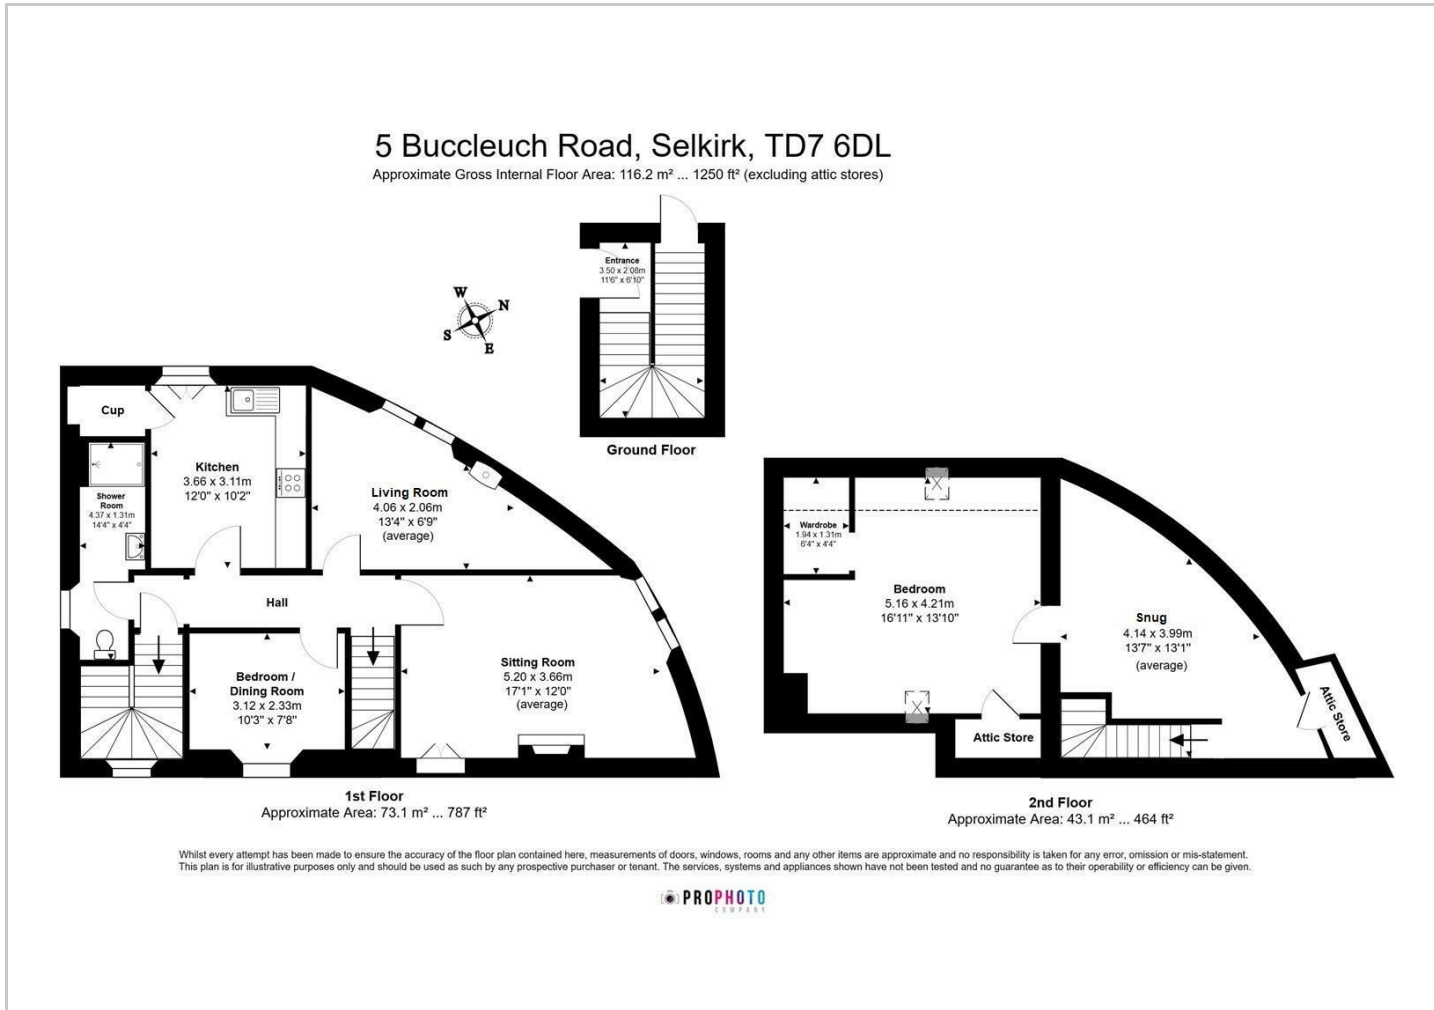 5 Buccleuch Road, Selkirk, TD7 6DL
Approximate Gross Internal Floor Area: 116.2 m² ... 1250 ft² (excluding attic stores)
Entrance
3.50 x 2.08m
11'6" x 6'10"
W
N
S
E
Ground Floor
Cup
Kitchen
3.66 x 3.11m
12'0" x 10'2"
Shower
Room
4.37 x 1.31m
14'4" x 4'4"
Living Room
4.06 x 2.06m
13'4" x 6'9"
(average)
Hall
Bedroom /
Dining Room
3.12 x 2.33m
10'3" x 7'8"
Sitting Room
5.20 x 3.66m
17'1" x 12'0"
(average)
1st Floor
Approximate Area: 73.1 m² ... 787 ft²
Wardrobe
1.94 x 1.31m
6'4" x 4'4"
Bedroom
5.16 x 4.21m
16'11" x 13'10"
Snug
4.14 x 3.99m
13'7" x 13'1"
(average)
Attic Store
Attic Store
2nd Floor
Approximate Area: 43.1 m² ... 464 ft²
Whilst every attempt has been made to ensure the accuracy of the floor plan contained here, measurements of doors, windows, rooms and any other items are approximate and no responsibility is taken for any error, omission or mis-statement.
This plan is for illustrative purposes only and should be used as such by any prospective purchaser or tenant. The services, systems and appliances shown have not been tested and no guarantee as to their operability or efficiency can be given.
PROPHOTO
COMPANY